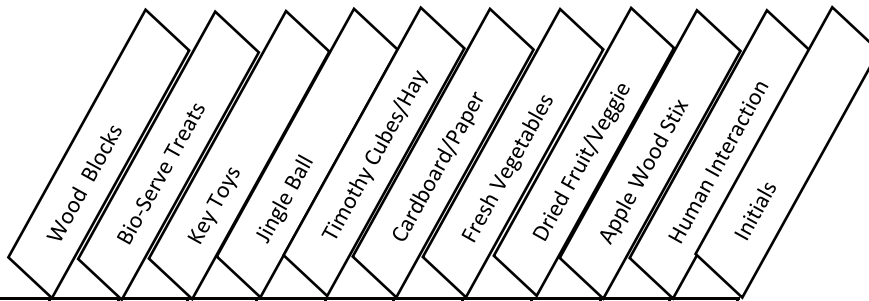 Wood Blocks
Bio-Serve Treats
Key Toys
Jingle Ball
Timothy Cubes/Hay
Cardboard/Paper
Fresh Vegetables
Dried Fruit/Veggie
Apple Wood Stix
Human Interaction
Initials